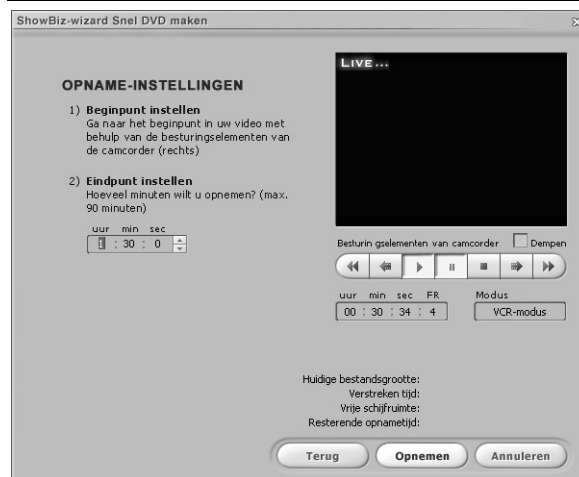 ShowBiz-wizard Snel DVD maken
OPNAME-INSTELLINGEN
1) Beginpunt instellen
Ga naar het beginpunt in uw video met
behulp van de besturingselementen van
de camcorder (rechts)
2) Eindpunt instellen
Hoeveel minuten wilt u opnemen? (max.
90 minuten)
uur min sec
1 : 30 : 0
LIVE...
Besturin gselementen van camcorder Dempen
uur min sec FR Modus
00 : 30 : 34 : 4 VCR-modus
Huidige bestandsgrootte:
Verstreken tijd:
Vrije schijfruimte:
Resterende opnametijd:
Terug Opnemen Annuleren